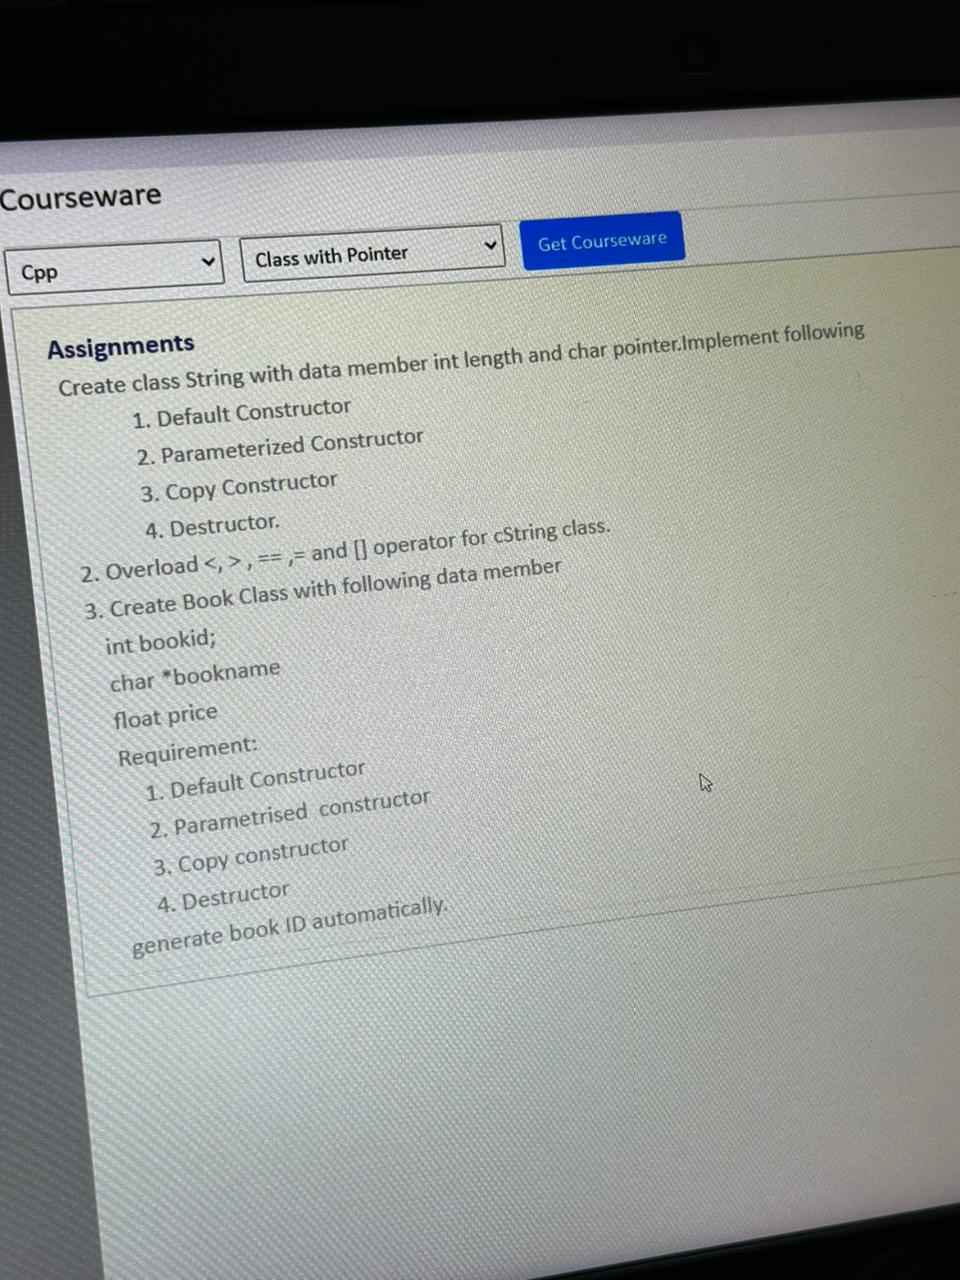 Courseware
Cpp
Class with Pointer
Get Courseware
Assignments
Create class String with data member int length and char pointer.Implement following
1. Default Constructor
2. Parameterized Constructor
3. Copy Constructor
4. Destructor.
2. Overload <, > , == ,= and [] operator for cString class.
3. Create Book Class with following data member
int bookid;
char *bookname
float price
Requirement:
1. Default Constructor
2. Parametrised constructor
3. Copy constructor
4. Destructor
generate book ID automatically.